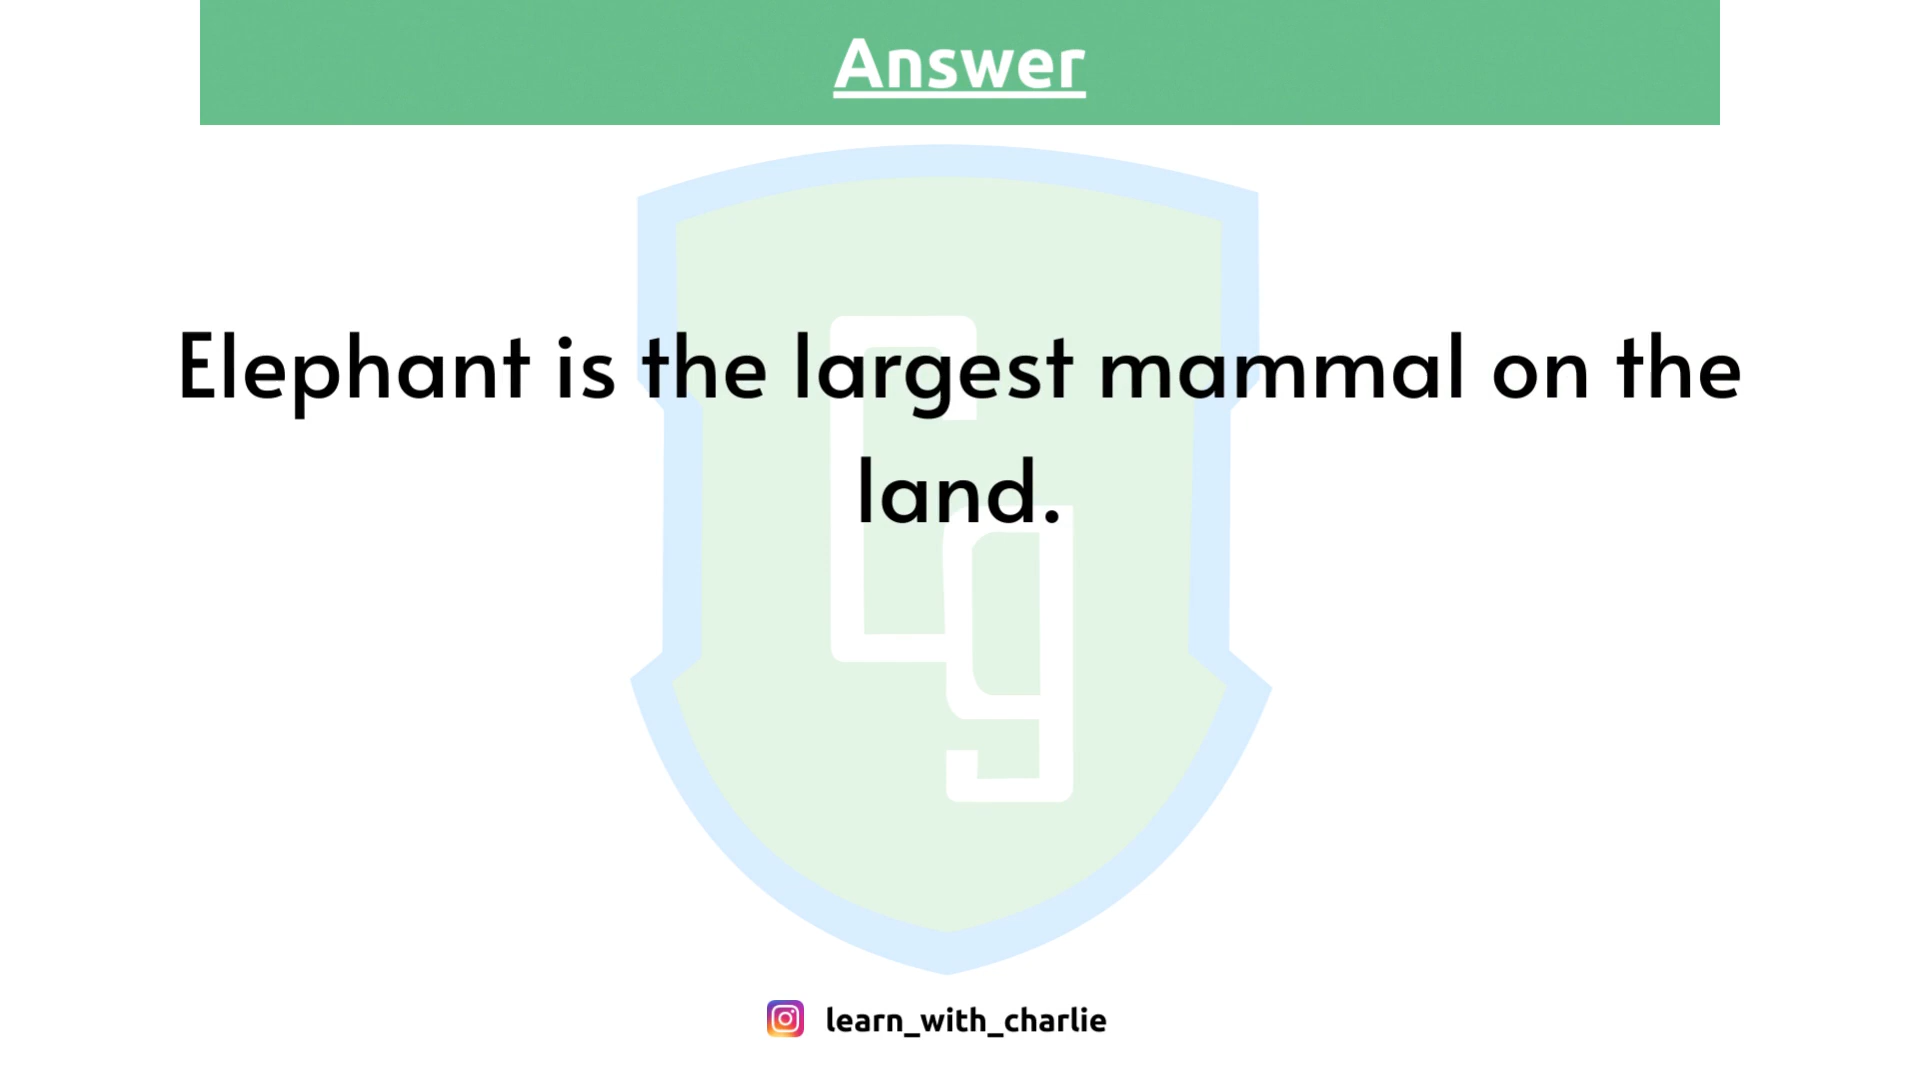 Answer
Elephant is the largest mammal on the
land.
learn_with_charlie